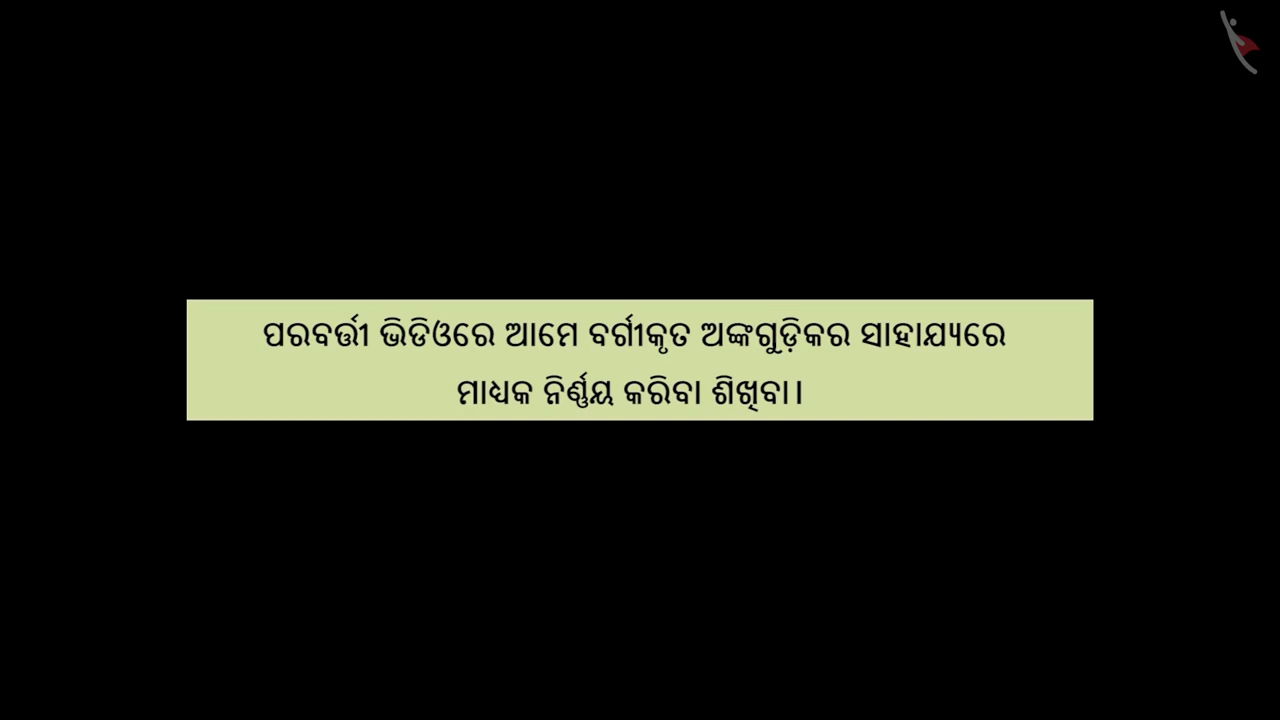 ପରବର୍ତ୍ତୀ ଭିଡିଓରେ ଆମେ ବର୍ଗୀକୃତ ଅଙ୍କଗୁଡ଼ିକର ସାହାଯ୍ୟରେ
ମାଧ୍ୟକ ନିର୍ଣ୍ଣୟ କରିବା ଶିଖିବା।